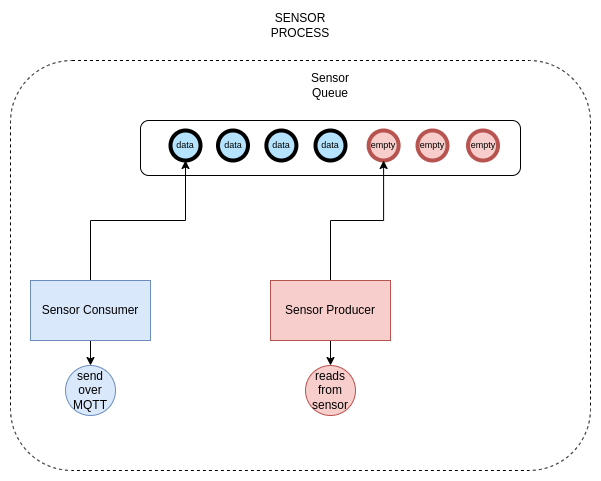 SENSOR
PROCESS
Sensor
Queue
data data data data empty empty empty
Sensor Consumer
Sensor Producer
send
over
MQTT
reads
from
sensor